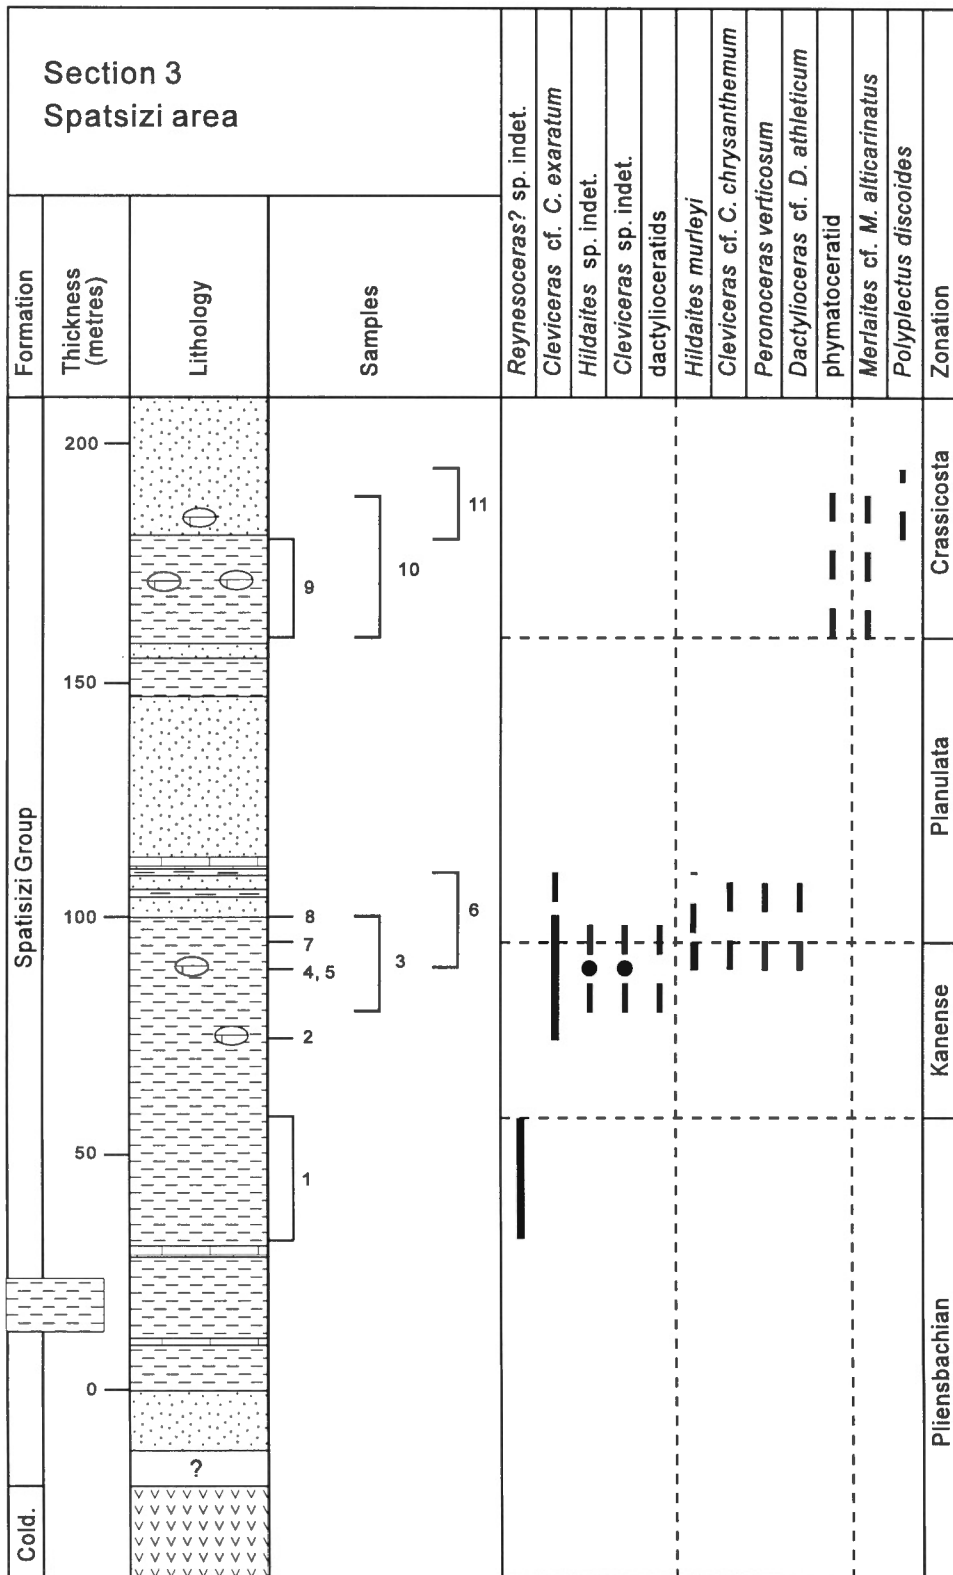 Section 3
Spatsizi area
Formation
Thickness
(metres)
Lithology
Samples
Reynesoceras? sp. indet.
Cleviceras cf. C. exaratum
Hildaites sp. indet.
Cleviceras sp. indet.
dactylioceratids
Hildaites murleyi
Cleviceras cf. C. chrysanthemum
Peronoceras verticosum
Dactylioceras cf. D. athleticum
phymatoceratid
Merlaites cf. M. alticarinatus
Polyplectus discoides
Zonation
Spatisizi Group
Cold.
200
150
100
50
0
?
11
10
9
8
7
6
4, 5
3
2
1
Crassicosta
Planulata
Kanense
Pliensbachian